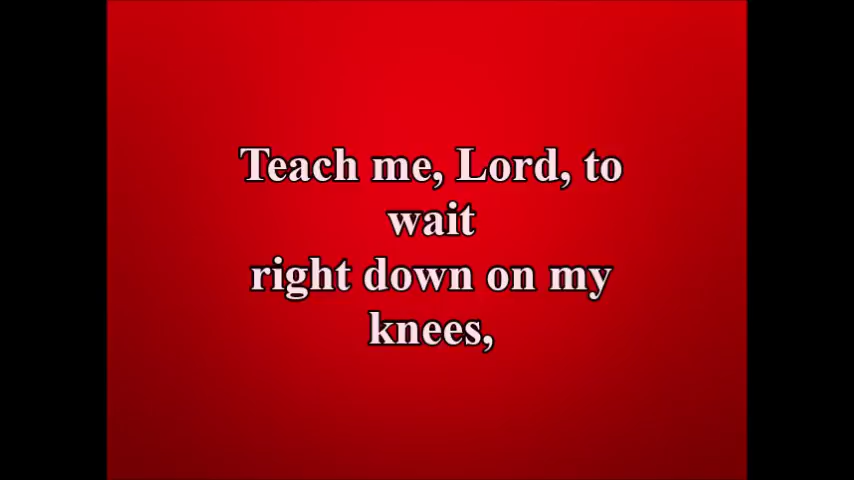 Teach me, Lord, to
wait
right down on my
knees,